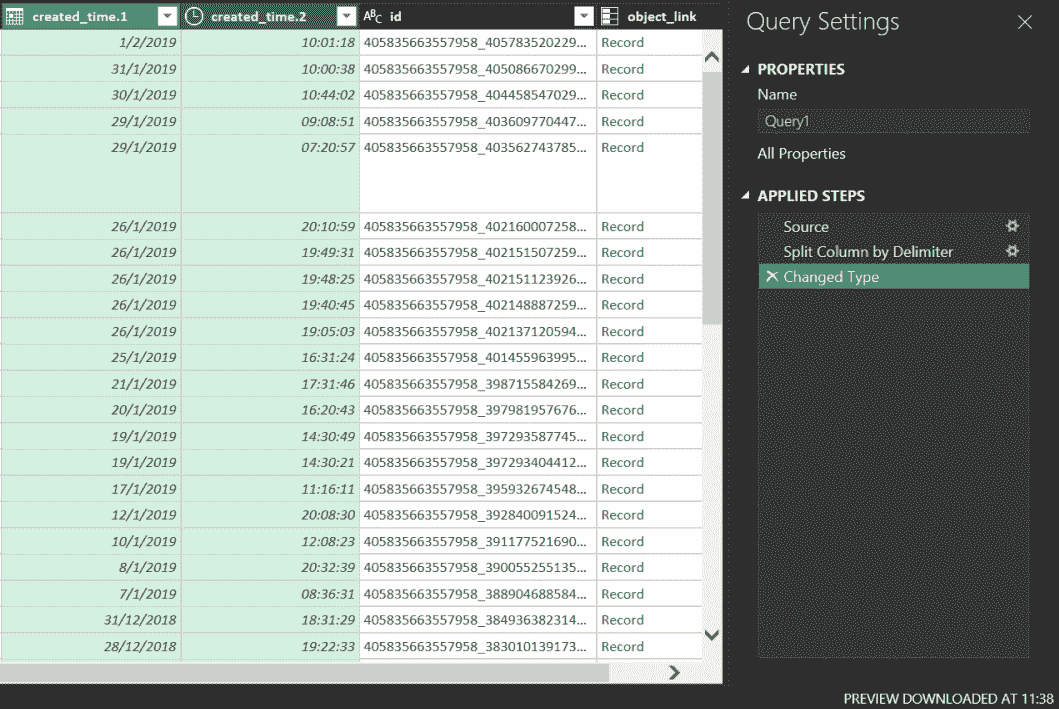 created_time.1 created_time.2 ABC id object_link
1/2/2019 10:01:18 405835663557958_405783520229... Record
31/1/2019 10:00:38 405835663557958_405086670299... Record
30/1/2019 10:44:02 405835663557958_404458547029... Record
29/1/2019 09:08:51 405835663557958_403609770447... Record
29/1/2019 07:20:57 405835663557958_403562743785... Record
26/1/2019 20:10:59 405835663557958_402160007258... Record
26/1/2019 19:49:31 405835663557958_402151507259... Record
26/1/2019 19:48:25 405835663557958_402151123926... Record
26/1/2019 19:40:45 405835663557958_402148887259... Record
26/1/2019 19:05:03 405835663557958_402137120594... Record
25/1/2019 16:31:24 405835663557958_401455963995... Record
21/1/2019 17:31:46 405835663557958_398715584269... Record
20/1/2019 16:20:43 405835663557958_397981957676... Record
19/1/2019 14:30:49 405835663557958_397293587745... Record
19/1/2019 14:30:21 405835663557958_397293404412... Record
17/1/2019 11:16:11 405835663557958_395932674548... Record
12/1/2019 20:08:30 405835663557958_392840091524... Record
10/1/2019 12:08:23 405835663557958_391177521690... Record
8/1/2019 20:32:39 405835663557958_390055255135... Record
7/1/2019 08:36:31 405835663557958_388904688584... Record
31/12/2018 18:31:29 405835663557958_384936382314... Record
28/12/2018 19:22:33 405835663557958_383010139173... Record
Query Settings
PROPERTIES
Name
Query1
All Properties
APPLIED STEPS
Source
Split Column by Delimiter
Changed Type
PREVIEW DOWNLOADED AT 11:38